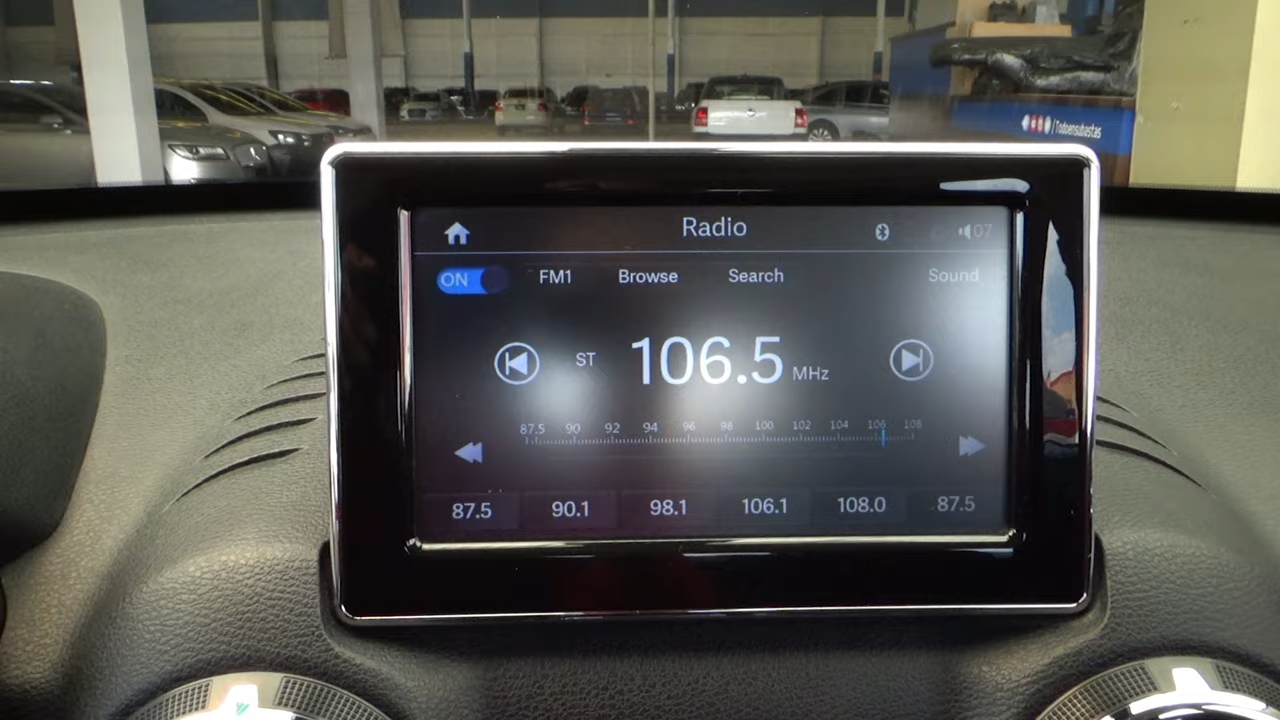 /Todoensubastas
Radio
07
ON FM1 Browse Search Sound
ST 106.5 MHz
87.5 90 92 94 96 98 100 102 104 106 108
87.5 90.1 98.1 106.1 108.0 87.5